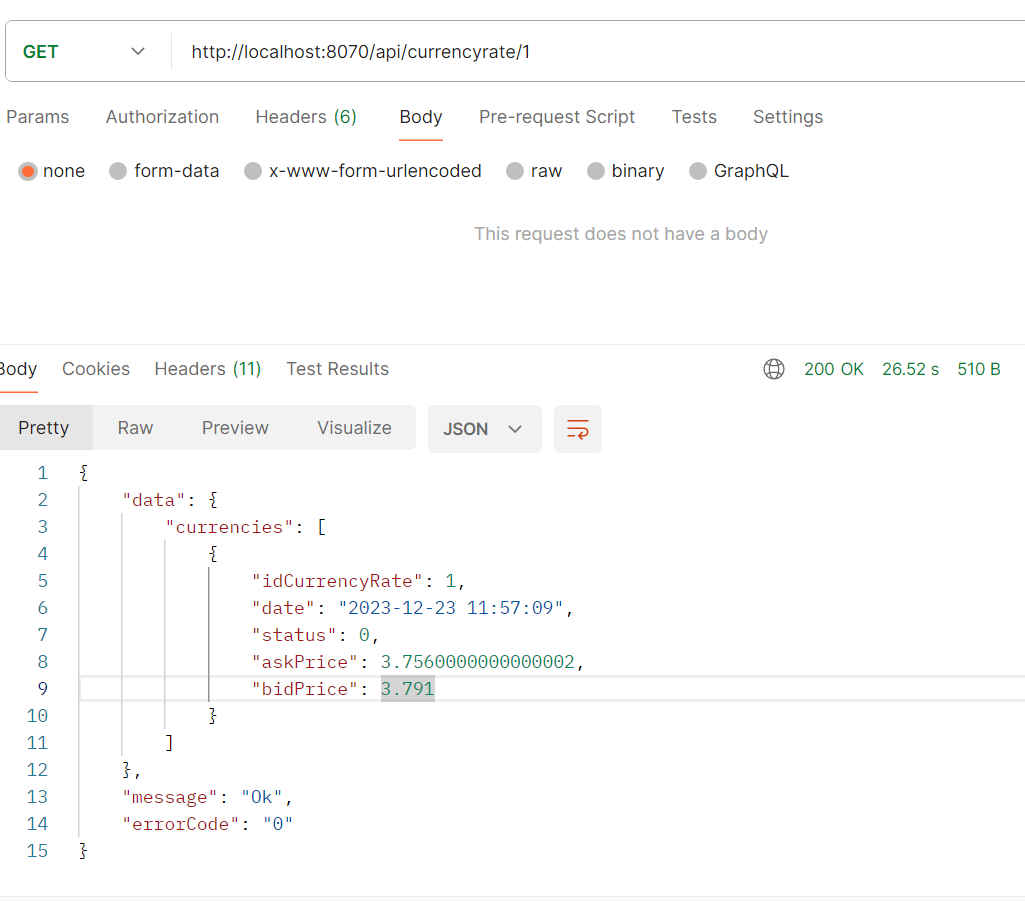 GET http://localhost:8070/api/currencyrate/1
Params Authorization Headers (6) Body Pre-request Script Tests Settings
none form-data x-www-form-urlencoded raw binary GraphQL
This request does not have a body
Body Cookies Headers (11) Test Results 200 OK 26.52 s 510 B
Pretty Raw Preview Visualize JSON
1 {
2 "data": {
3 "currencies": [
4 {
5 "idCurrencyRate": 1,
6 "date": "2023-12-23 11:57:09",
7 "status": 0,
8 "askPrice": 3.7560000000000002,
9 "bidPrice": 3.791
10 }
11 ]
12 },
13 "message": "Ok",
14 "errorCode": "0"
15 }